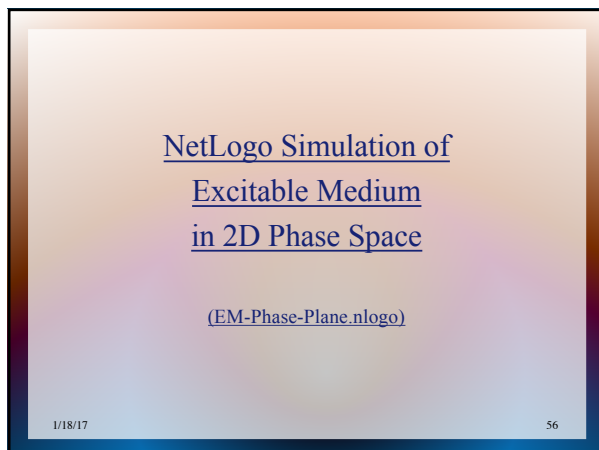 NetLogo Simulation of
Excitable Medium
in 2D Phase Space
(EM-Phase-Plane.nlogo)
1/18/17
56